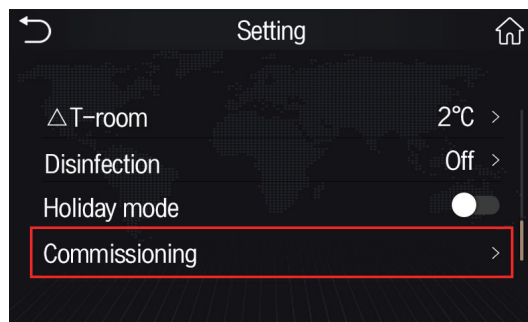 Setting
△T-room 2°C >
Disinfection Off >
Holiday mode
Commissioning >